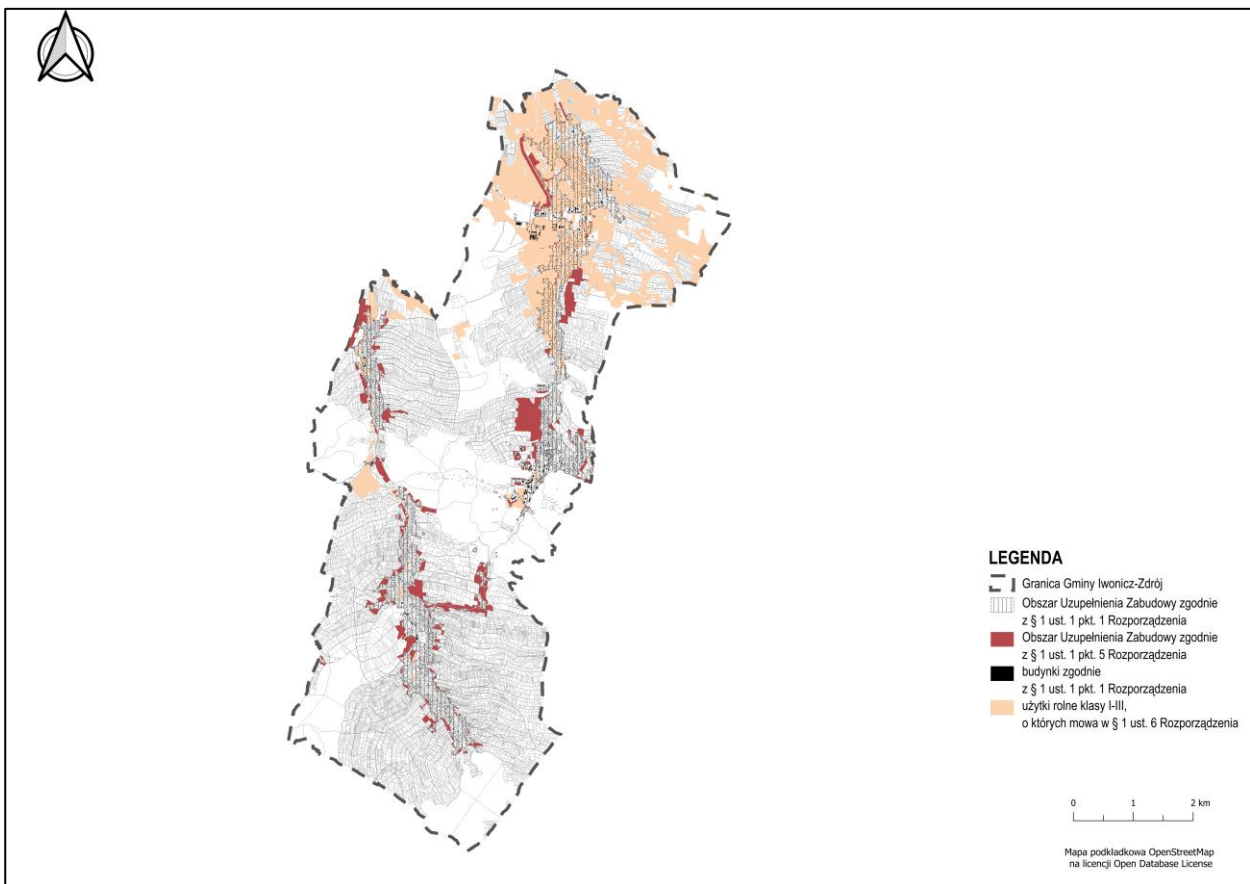 LEGENDA
Granica Gminy Iwonicz-Zdrój
Obszar Uzupełnienia Zabudowy zgodnie
z § 1 ust. 1 pkt. 1 Rozporządzenia
Obszar Uzupełnienia Zabudowy zgodnie
z § 1 ust. 1 pkt. 5 Rozporządzenia
budynki zgodnie
z § 1 ust. 1 pkt. 1 Rozporządzenia
użytki rolne klasy I-III,
o których mowa w § 1 ust. 6 Rozporządzenia
0 1 2 km
Mapa podkładkowa OpenStreetMap
na licencji Open Database License